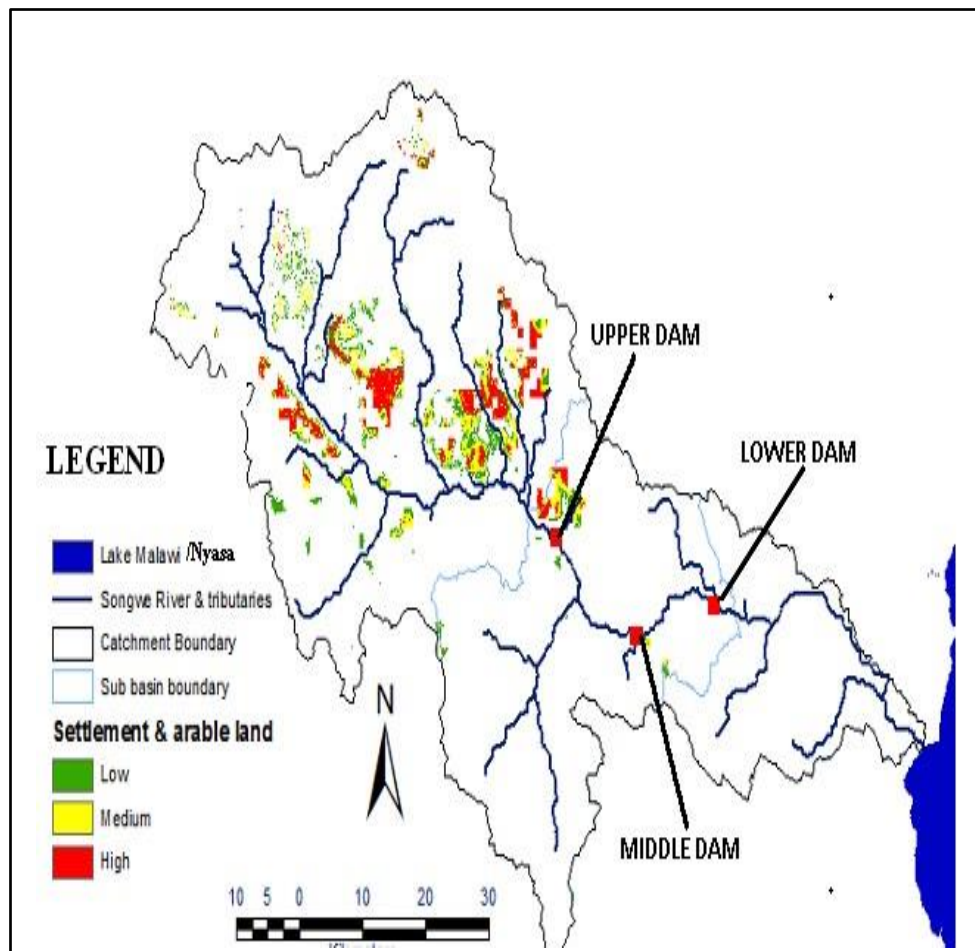 UPPER DAM
LOWER DAM
LEGEND
Lake Malawi /Nyasa
Songwe River & tributaries
Catchment Boundary
Sub basin boundary
Settlement & arable land
Low
Medium
High
N
MIDDLE DAM
10 5 0 10 20 30